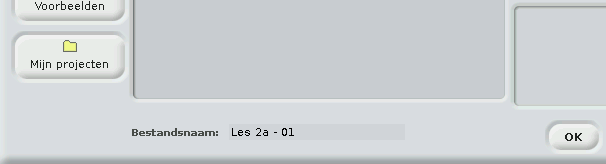 Voorbeelden
Mijn projecten
Bestandsnaam: Les 2a - 01
OK